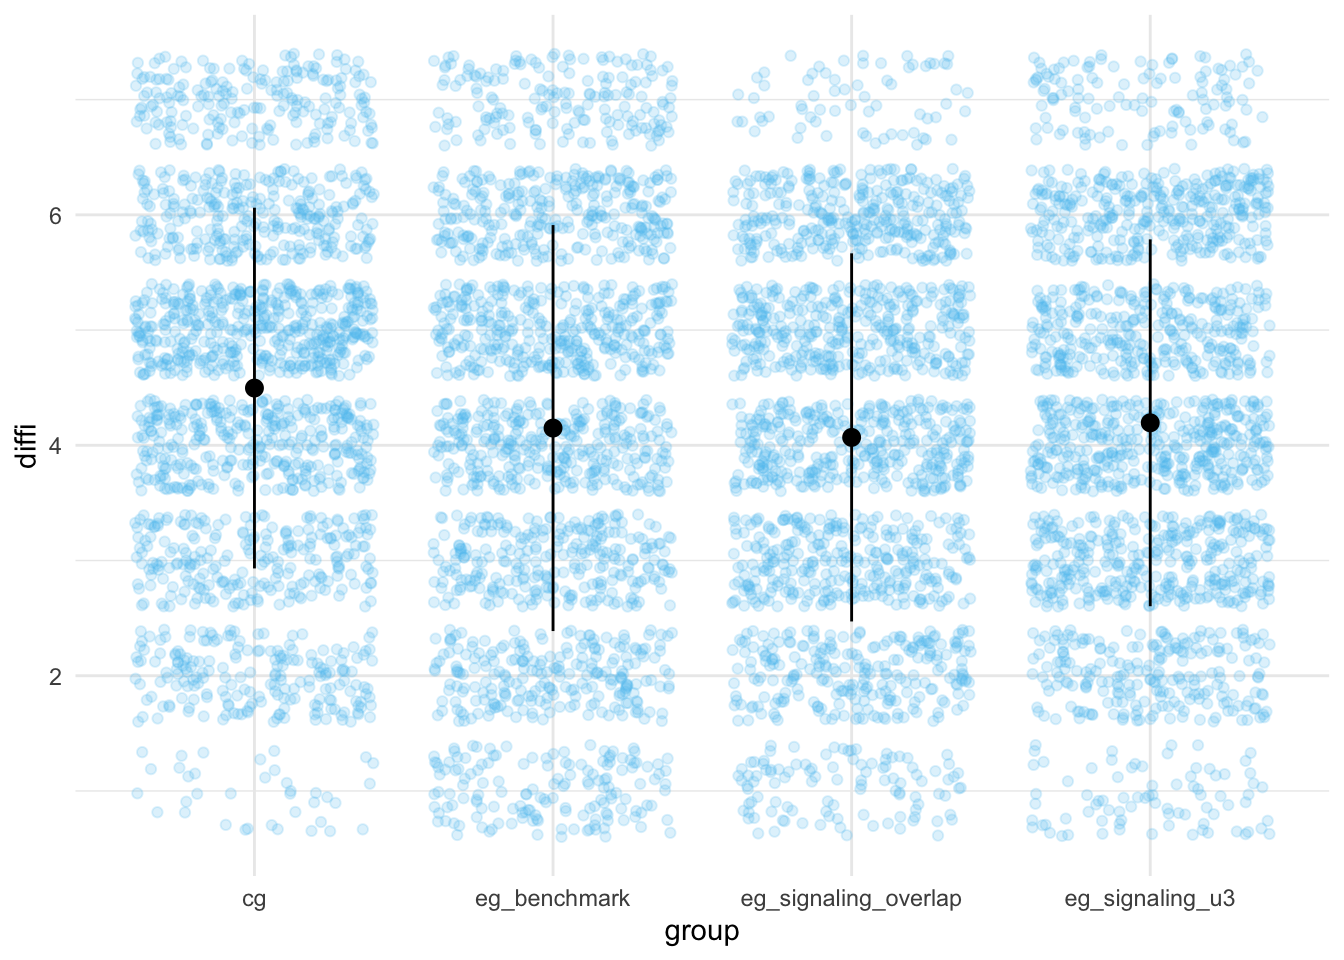 6
4
2
diffi
cg
eg_benchmark
eg_signaling_overlap
eg_signaling_u3
group